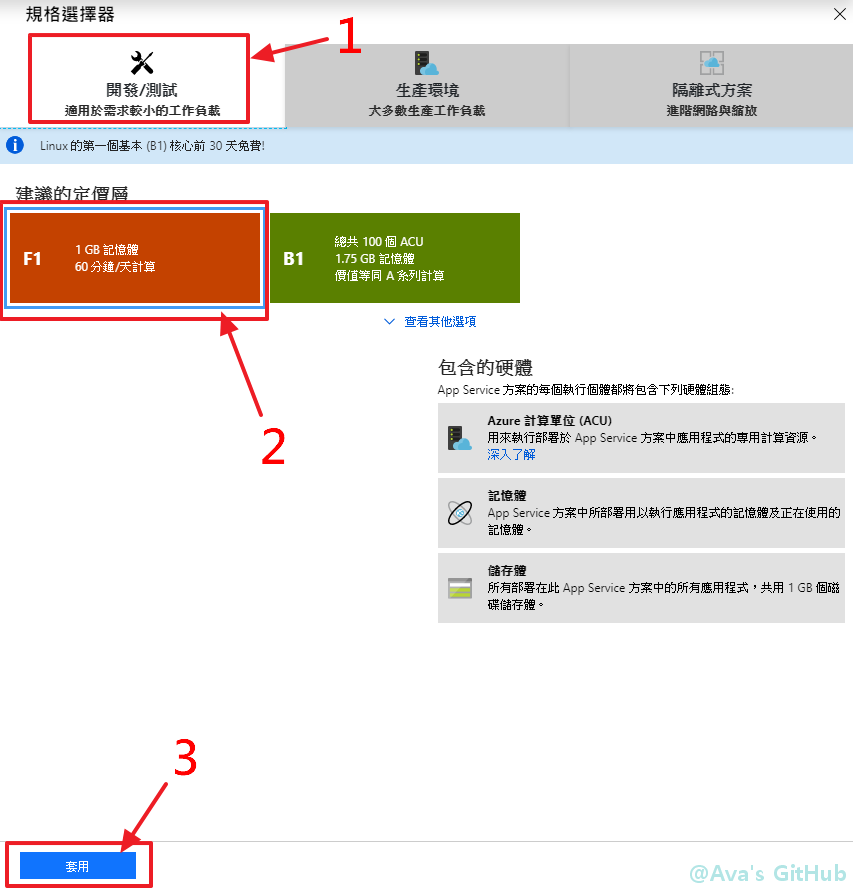 規格選擇器
1
開發/測試
適用於需求較小的工作負載
生產環境
大多數生產工作負載
隔離式方案
進階網路與縮放
Linux 的第一個基本 (B1) 核心前 30 天免費!
建議的定價層
F1
1 GB 記憶體
60 分鐘/天計算
B1
總共 100 個 ACU
1.75 GB 記憶體
價值等同 A 系列計算
查看其他選項
2
包含的硬體
App Service 方案的每個執行個體都將包含下列硬體組態:
Azure 計算單位 (ACU)
用來執行部署於 App Service 方案中應用程式的專用計算資源。
深入了解
記憶體
App Service 方案中所部署用以執行應用程式的記憶體及正在使用的
記憶體。
儲存體
所有部署在此 App Service 方案中的所有應用程式，共用 1 GB 個磁
碟儲存體。
3
套用
@Ava's GitHub